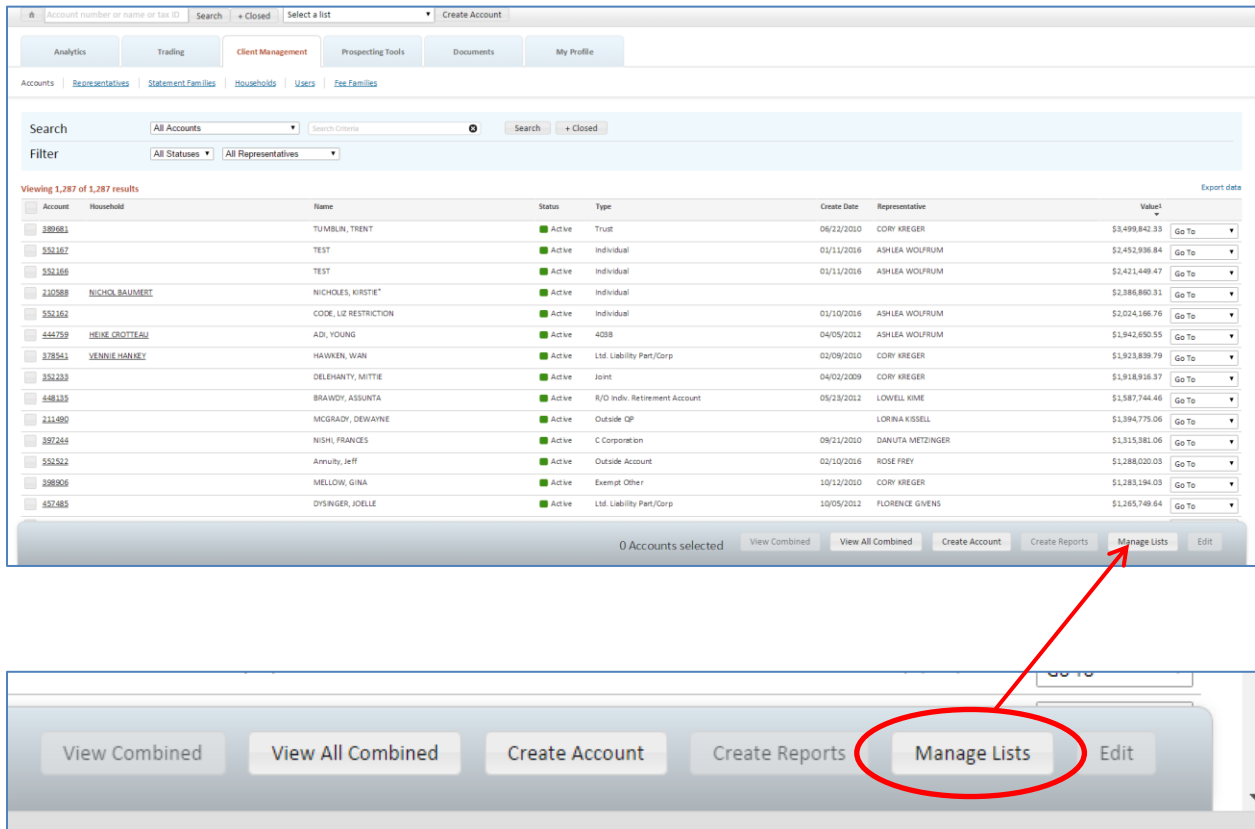 Account number or name or tax ID Search + Closed Select a list Create Account
Analytics Trading Client Management Prospecting Tools Documents My Profile
Accounts Representatives Statement Families Households Users Fee Families
Search All Accounts Search Criteria Search + Closed
Filter All Statuses All Representatives
Viewing 1,287 of 1,287 results Export data
Account Household Name Status Type Create Date Representative Value‡
389681 TUMBLIN, TRENT Active Trust 06/22/2010 CORY KREGER $3,499,842.33 Go To
552167 TEST Active Individual 01/11/2016 ASHLEA WOLFRUM $2,452,936.84 Go To
552166 TEST Active Individual 01/11/2016 ASHLEA WOLFRUM $2,421,449.47 Go To
210588 NICHOL BAUMERT NICHOLES, KIRSTIE* Active Individual $2,386,860.31 Go To
552162 CODE, LIZ RESTRICTION Active Individual 01/10/2016 ASHLEA WOLFRUM $2,024,166.76 Go To
444759 HEIKE CROTTEAU ADI, YOUNG Active 403B 04/05/2012 ASHLEA WOLFRUM $1,942,650.55 Go To
378541 VENNIE HANKEY HAWKEN, WAN Active Ltd. Liability Part/Corp 02/09/2010 CORY KREGER $1,923,839.79 Go To
352233 DELEHANTY, MITTIE Active Joint 04/02/2009 CORY KREGER $1,918,916.37 Go To
448135 BRAWDY, ASSUNTA Active R/O Indiv. Retirement Account 05/23/2012 LOWELL KIME $1,587,744.46 Go To
211490 MCGRADY, DEWAYNE Active Outside QP LORINA KISSELL $1,394,775.06 Go To
397244 NISHI, FRANCES Active C Corporation 09/21/2010 DANUTA METZINGER $1,315,381.06 Go To
552522 Annuity, Jeff Active Outside Account 02/10/2016 ROSE FREY $1,288,020.03 Go To
398906 MELLOW, GINA Active Exempt Other 10/12/2010 CORY KREGER $1,283,194.03 Go To
457485 DYSINGER, JOELLE Active Ltd. Liability Part/Corp 10/05/2012 FLORENCE GIVENS $1,265,749.64 Go To
0 Accounts selected View Combined View All Combined Create Account Create Reports Manage Lists Edit
View Combined View All Combined Create Account Create Reports Manage Lists Edit